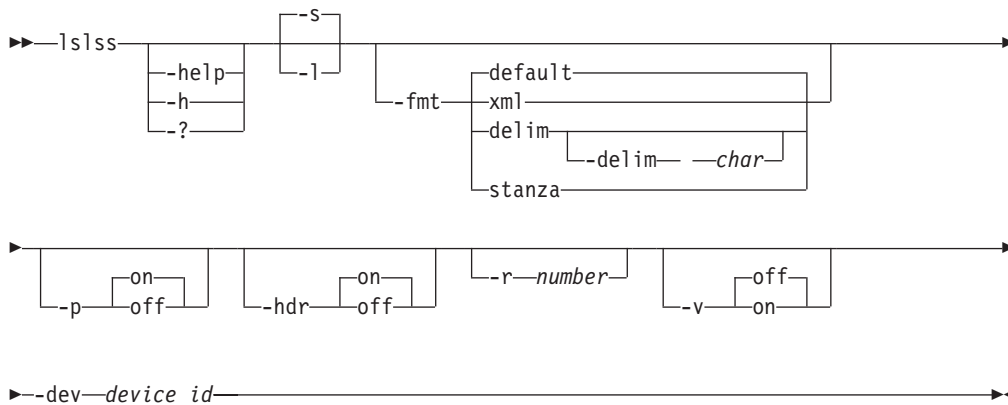 -s
lslss
-help
-l
default
-h
-fmt
xml
-?
delim
-delim char
stanza
on
on
-r number
off
-p off
-hdr off
-v on
-dev device id